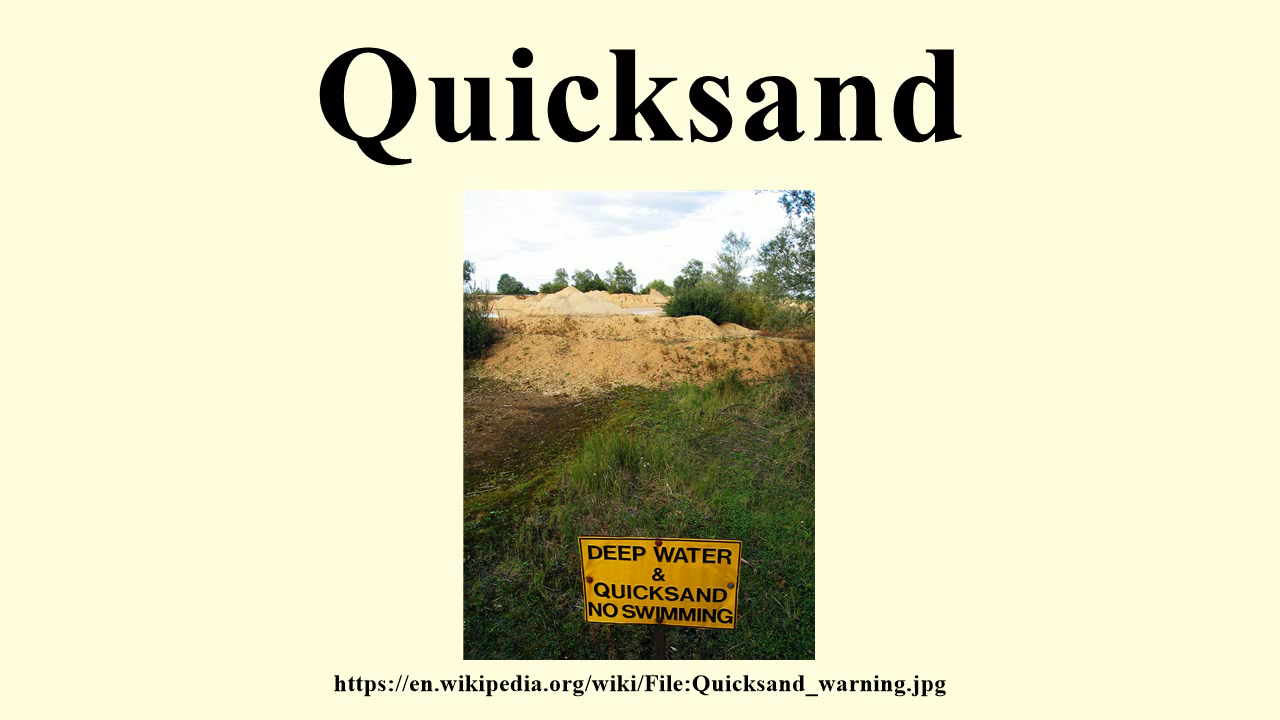 Quicksand
DEEP WATER
&
QUICKSAND
NO SWIMMING
https://en.wikipedia.org/wiki/File:Quicksand_warning.jpg